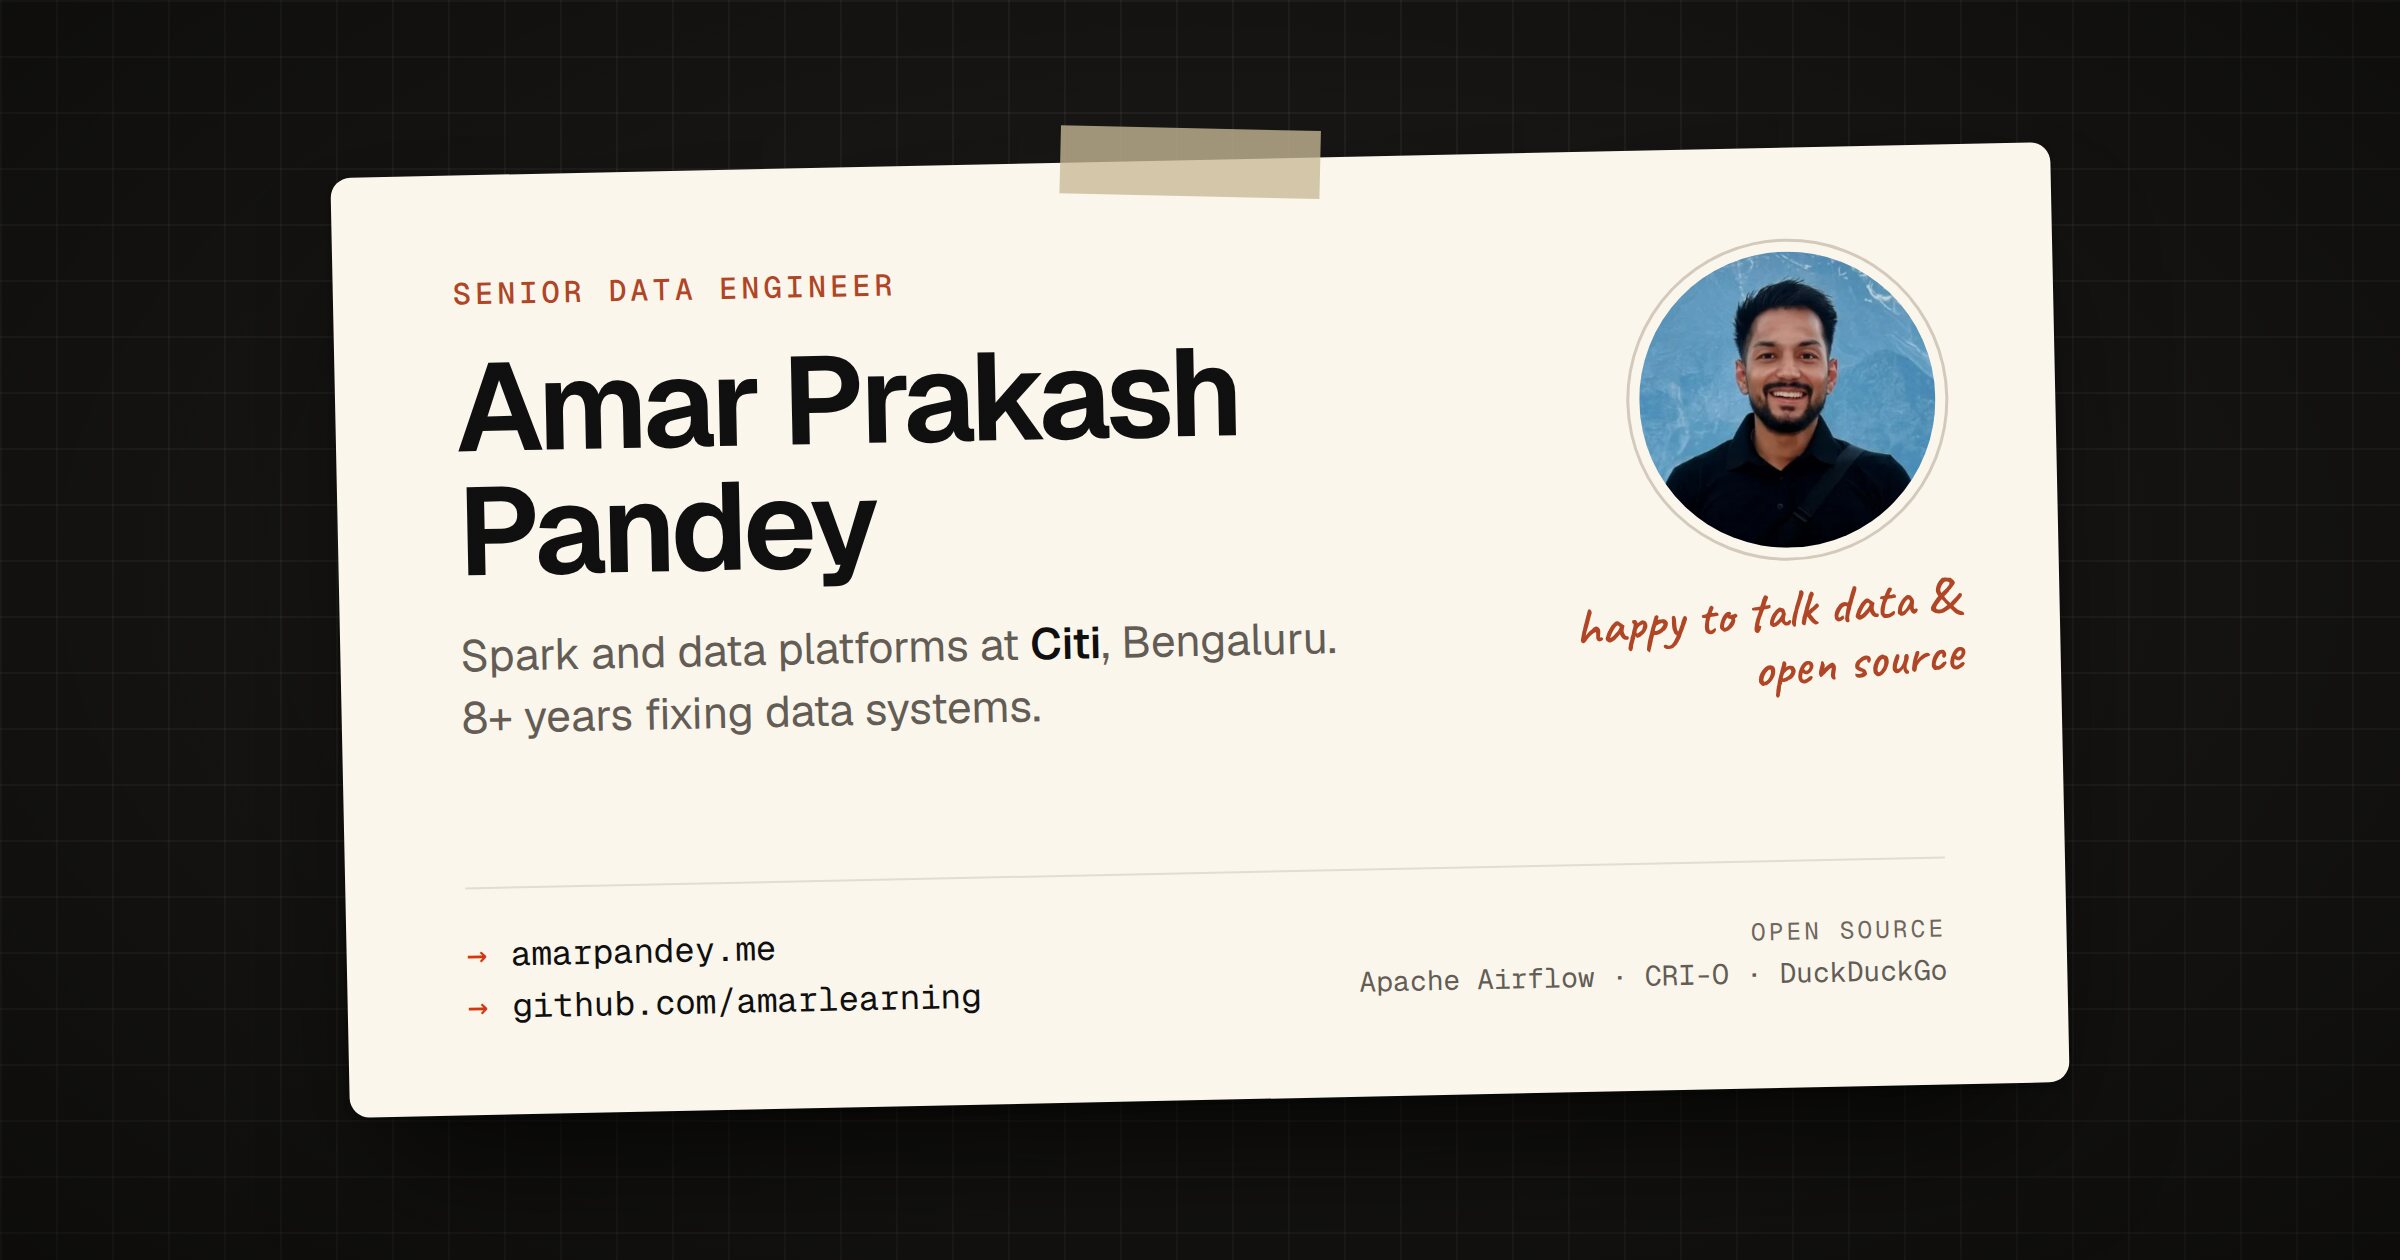 SENIOR DATA ENGINEER
Amar Prakash
Pandey
Spark and data platforms at Citi, Bengaluru.
8+ years fixing data systems.
happy to talk data &
open source
→ amarpandey.me
→ github.com/amarlearning
OPEN SOURCE
Apache Airflow · CRI-O · DuckDuckGo